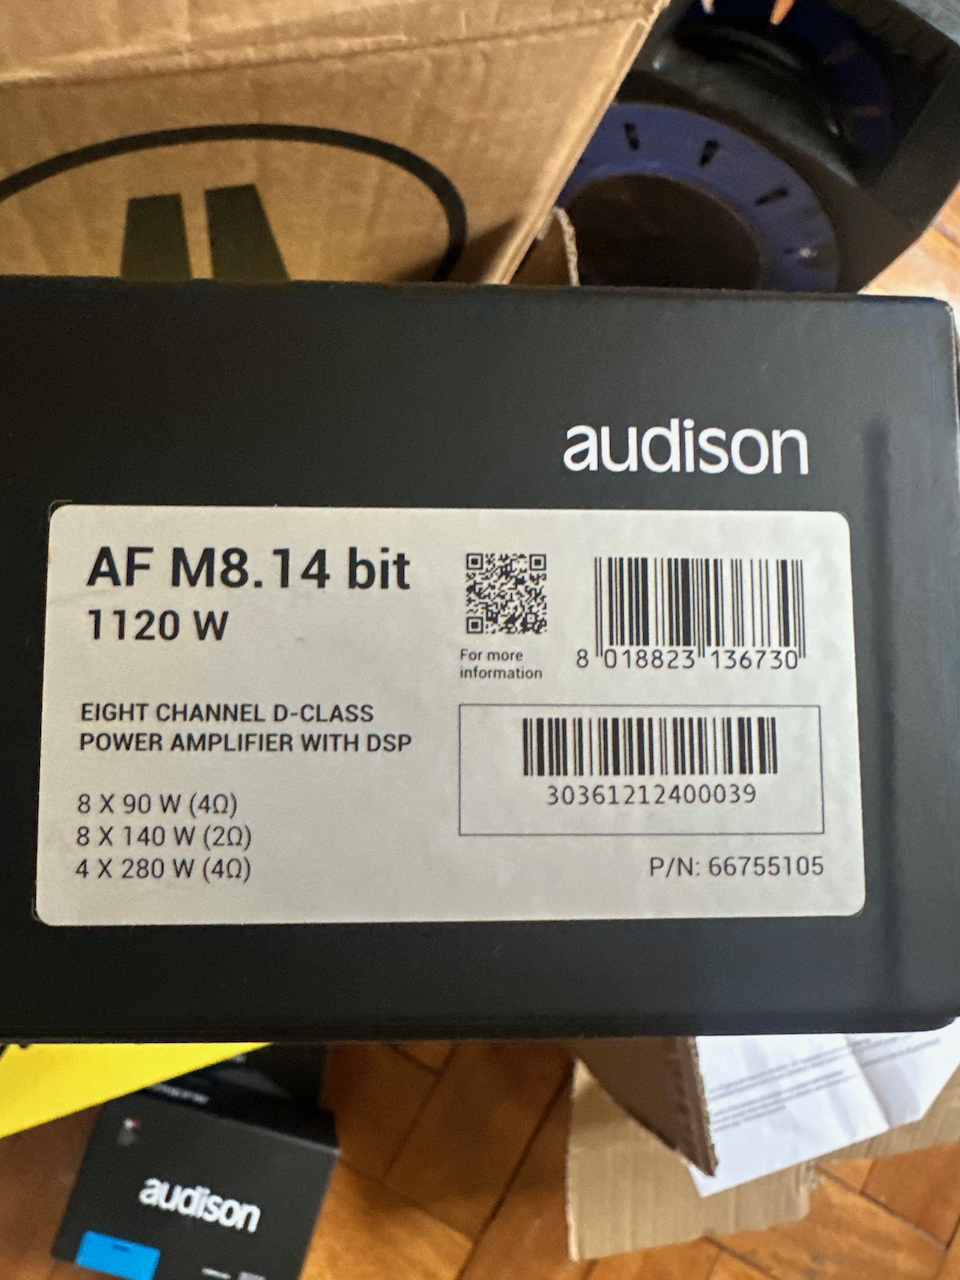 audison
AF M8.14 bit
1120 W
For more
information
8 018823 136730
EIGHT CHANNEL D-CLASS
POWER AMPLIFIER WITH DSP
30361212400039
8 X 90 W (4Ω)
8 X 140 W (2Ω)
4 X 280 W (4Ω)
P/N: 66755105
audison